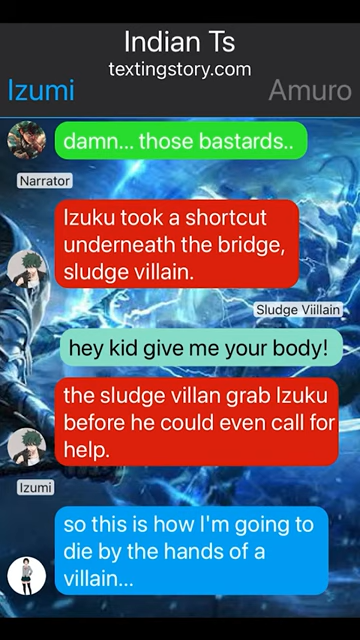 Indian Ts
textingstory.com
Izumi
Amuro
damn... those bastards..
Narrator
Izuku took a shortcut
underneath the bridge,
sludge villain.
Sludge Viillain
hey kid give me your body!
the sludge villan grab Izuku
before he could even call for
help.
Izumi
so this is how I'm going to
die by the hands of a
villain...